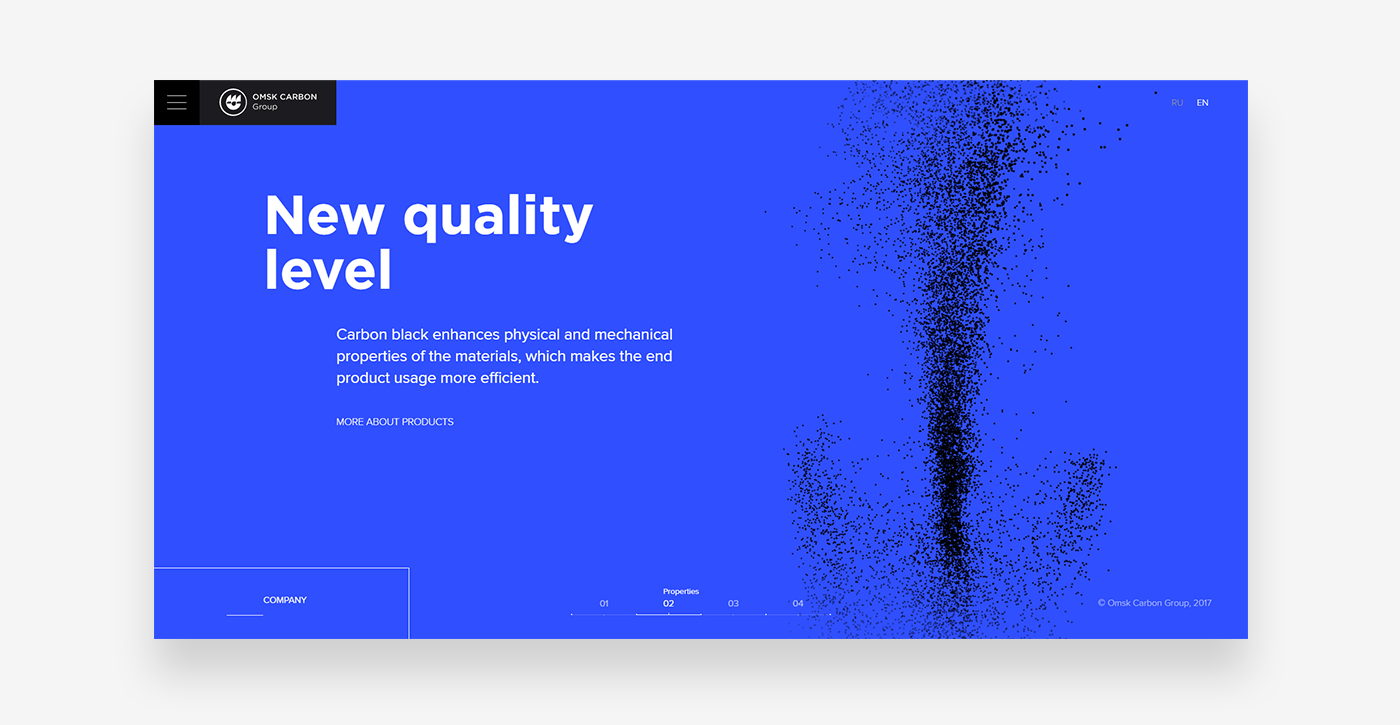 OMSK CARBON
Group
RU EN
New quality
level
Carbon black enhances physical and mechanical
properties of the materials, which makes the end
product usage more efficient.
MORE ABOUT PRODUCTS
COMPANY
Properties
01 02 03 04
© Omsk Carbon Group, 2017